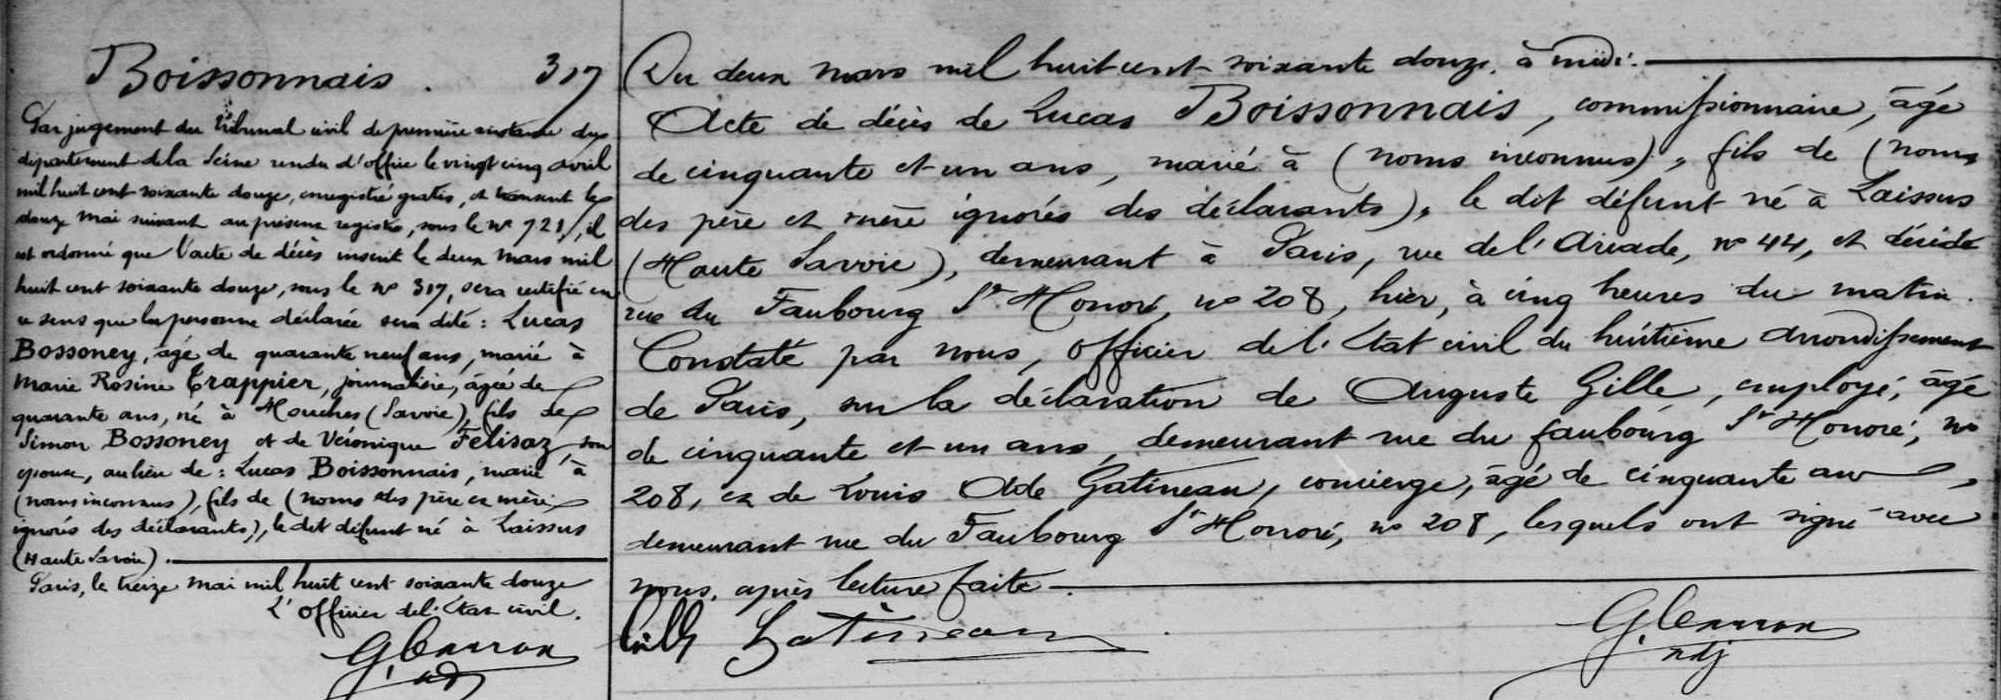 Boissonnais. 317
Par jugement du tribunal civil de première instance du
département de la Seine rendu d'office le vingt cinq avril
mil huit cent soixante douze, enregistré gratis, et transcrit le
douze mai suivant au présent registre, sous le nº 721, il
est ordonné que l'acte de décès inscrit le deux mars mil
huit cent soixante douze, sous le nº 317, sera rectifié en
ce sens que la personne déclarée sera dite : Lucas
Bossoney, âgé de quarante neuf ans, marié à
Marie Rosine Trappier, journalière, âgée de
quarante ans, né à Houches (Savoie), fils de
Simon Bossoney et de Véronique Félisaz, son
épouse, au lieu de : Lucas Boissonnais, marié à
(noms inconnus), fils de (noms des père et mère
ignorés des déclarants), le dit défunt né à Laissus
(Haute Savoie).
Paris, le treize mai mil huit cent soixante douze
L'officier de l'état civil.
adj
Du deux mars mil huit cent soixante douze, à midi.
Acte de décès de Lucas Boissonnais, commissionnaire, âgé
de cinquante et un ans, marié à (noms inconnus), fils de (noms
des père et mère ignorés des déclarants), le dit défunt né à Laissus
(Haute Savoie), demeurant à Paris, rue de l'Arcade, nº 44, et décédé
rue du Faubourg St Honoré, nº 208, hier, à cinq heures du matin.
Constaté par nous, officier de l'état civil du huitième arrondissement
de Paris, sur la déclaration de Auguste Gille, employé, âgé
de cinquante et un ans, demeurant rue du faubourg St Honoré, nº
208, et de Louis Gatineau, concierge, âgé de cinquante ans,
demeurant rue du Faubourg St Honoré, nº 208, lesquels ont signé avec
nous, après lecture faite.
Gille Gatineau
adj